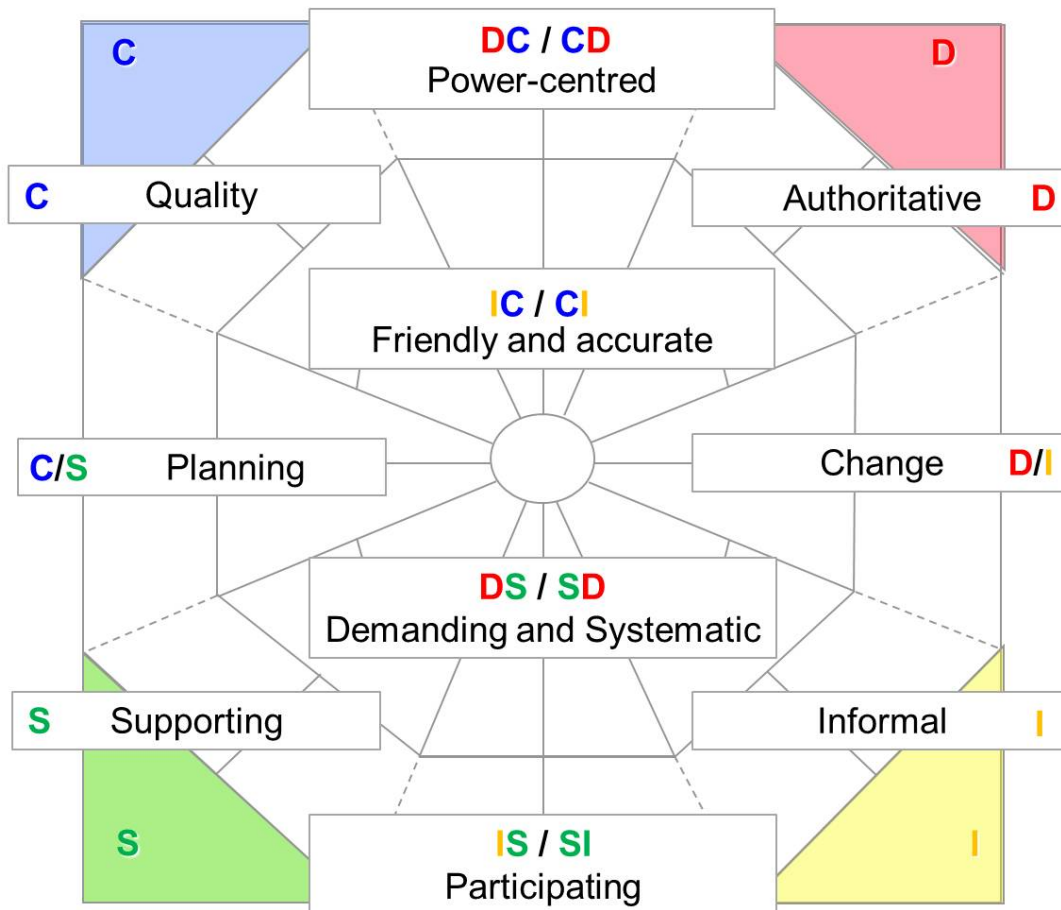 C
DC / CD
Power-centred
D
C Quality
Authoritative D
IC / CI
Friendly and accurate
C/S Planning
Change D/I
DS / SD
Demanding and Systematic
S Supporting
Informal I
S
IS / SI
Participating
I